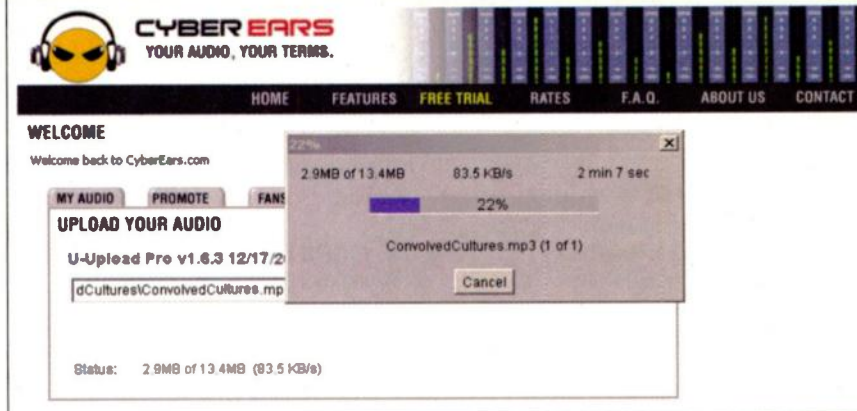 CYBER EARS
YOUR AUDIO, YOUR TERMS.
HOME FEATURES FREE TRIAL RATES F.A.Q. ABOUT US CONTACT
WELCOME
Welcome back to CyberEars.com
MY AUDIO PROMOTE FANS
UPLOAD YOUR AUDIO
U-Upload Pro v1.6.3 12/17/2
dCultures\ConvolvedCultures.mp
Status: 2.9MB of 13.4MB (83.5 KB/s)
22%
2.9MB of 13.4MB 83.5 KB/s 2 min 7 sec
22%
ConvolvedCultures.mp3 (1 of 1)
Cancel